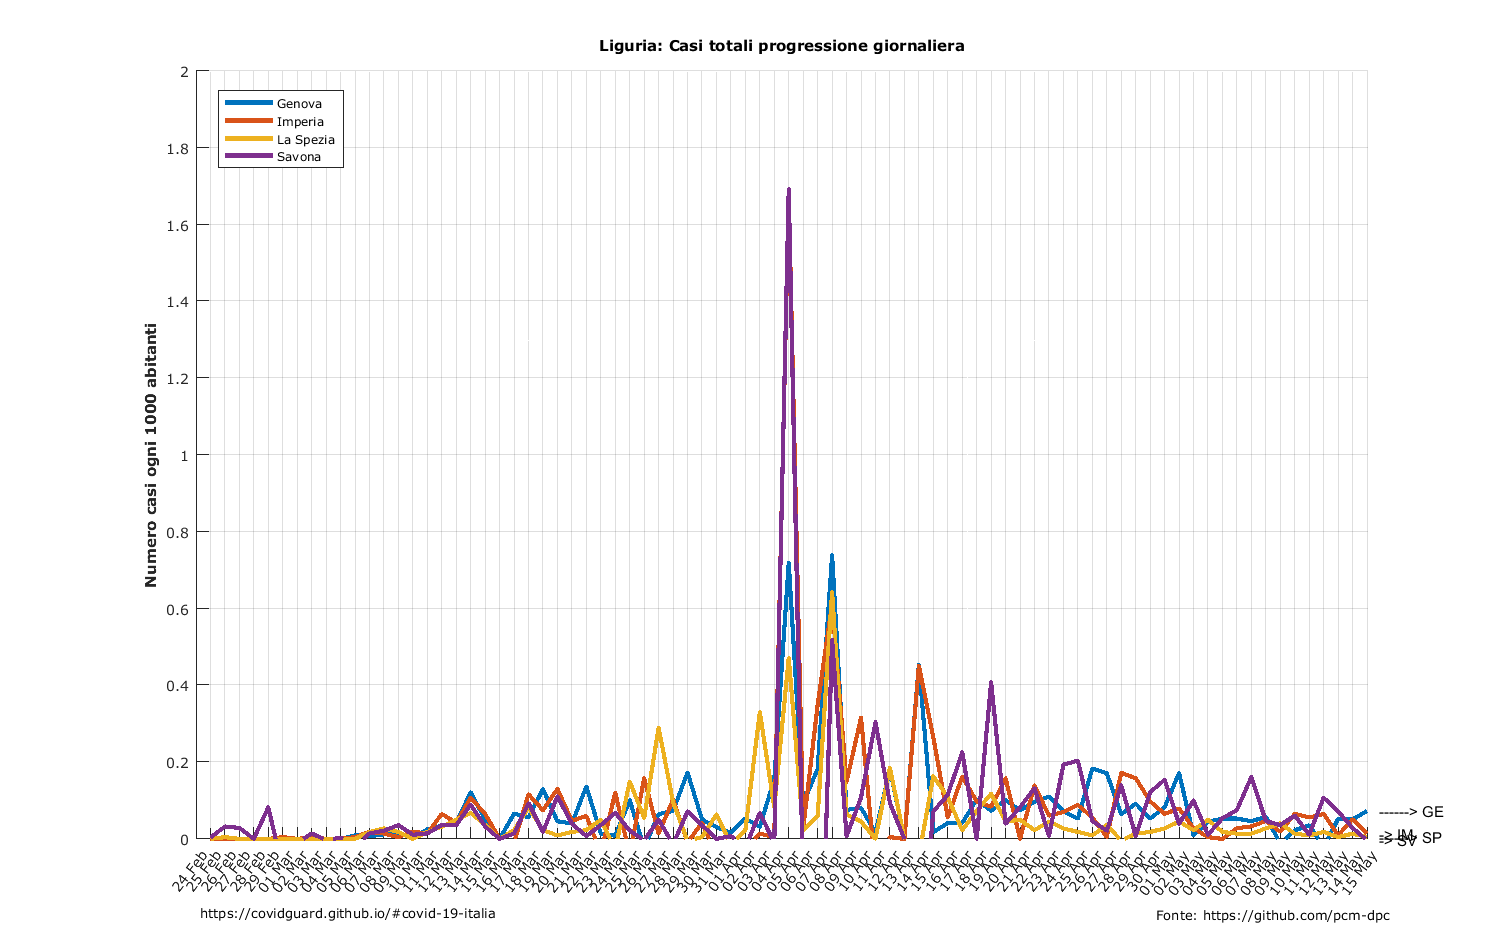 Liguria: Casi totali progressione giornaliera
Numero casi ogni 1000 abitanti
2
1.8
1.6
1.4
1.2
1
0.8
0.6
0.4
0.2
0
Genova
Imperia
La Spezia
Savona
------> GE
-> IM
--> SP
-> SV
24 Feb
25 Feb
26 Feb
27 Feb
28 Feb
29 Feb
01 Mar
02 Mar
03 Mar
04 Mar
05 Mar
06 Mar
07 Mar
08 Mar
09 Mar
10 Mar
11 Mar
12 Mar
13 Mar
14 Mar
15 Mar
16 Mar
17 Mar
18 Mar
19 Mar
20 Mar
21 Mar
22 Mar
23 Mar
24 Mar
25 Mar
26 Mar
27 Mar
28 Mar
29 Mar
30 Mar
31 Mar
01 Apr
02 Apr
03 Apr
04 Apr
05 Apr
06 Apr
07 Apr
08 Apr
09 Apr
10 Apr
11 Apr
12 Apr
13 Apr
14 Apr
15 Apr
16 Apr
17 Apr
18 Apr
19 Apr
20 Apr
21 Apr
22 Apr
23 Apr
24 Apr
25 Apr
26 Apr
27 Apr
28 Apr
29 Apr
30 Apr
01 May
02 May
03 May
04 May
05 May
06 May
07 May
08 May
09 May
10 May
11 May
12 May
13 May
14 May
15 May
https://covidguard.github.io/#covid-19-italia
Fonte: https://github.com/pcm-dpc